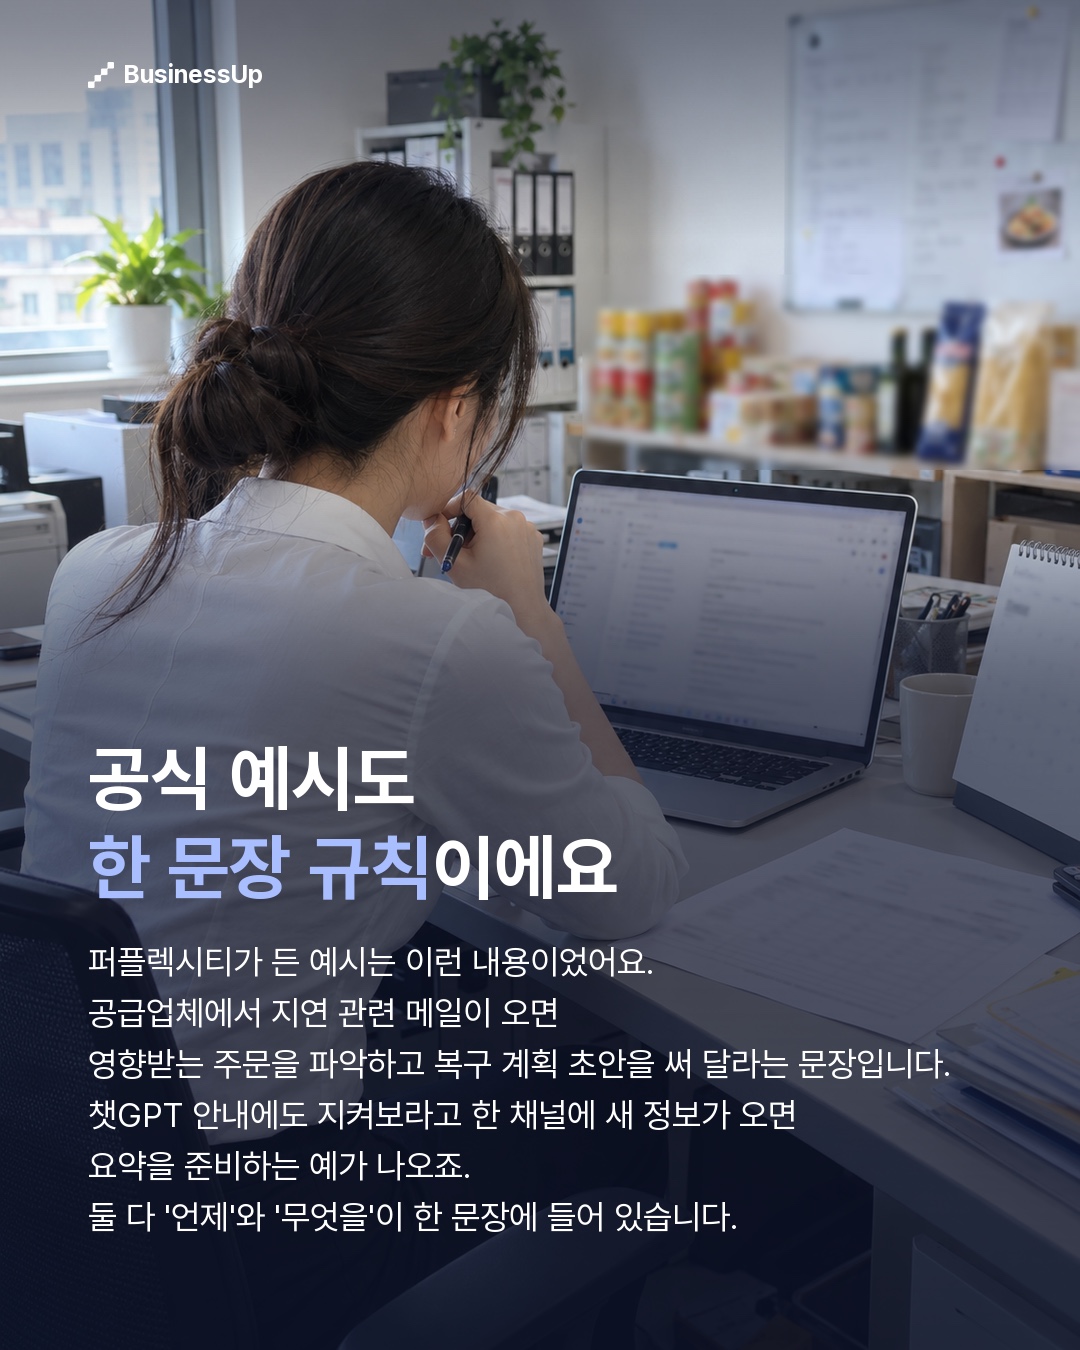 BusinessUp
공식 예시도
한 문장 규칙이에요
퍼플렉시티가 든 예시는 이런 내용이었어요.
공급업체에서 지연 관련 메일이 오면
영향받는 주문을 파악하고 복구 계획 초안을 써 달라는 문장입니다.
챗GPT 안내에도 지켜보라고 한 채널에 새 정보가 오면
요약을 준비하는 예가 나오죠.
둘 다 '언제'와 '무엇을'이 한 문장에 들어 있습니다.